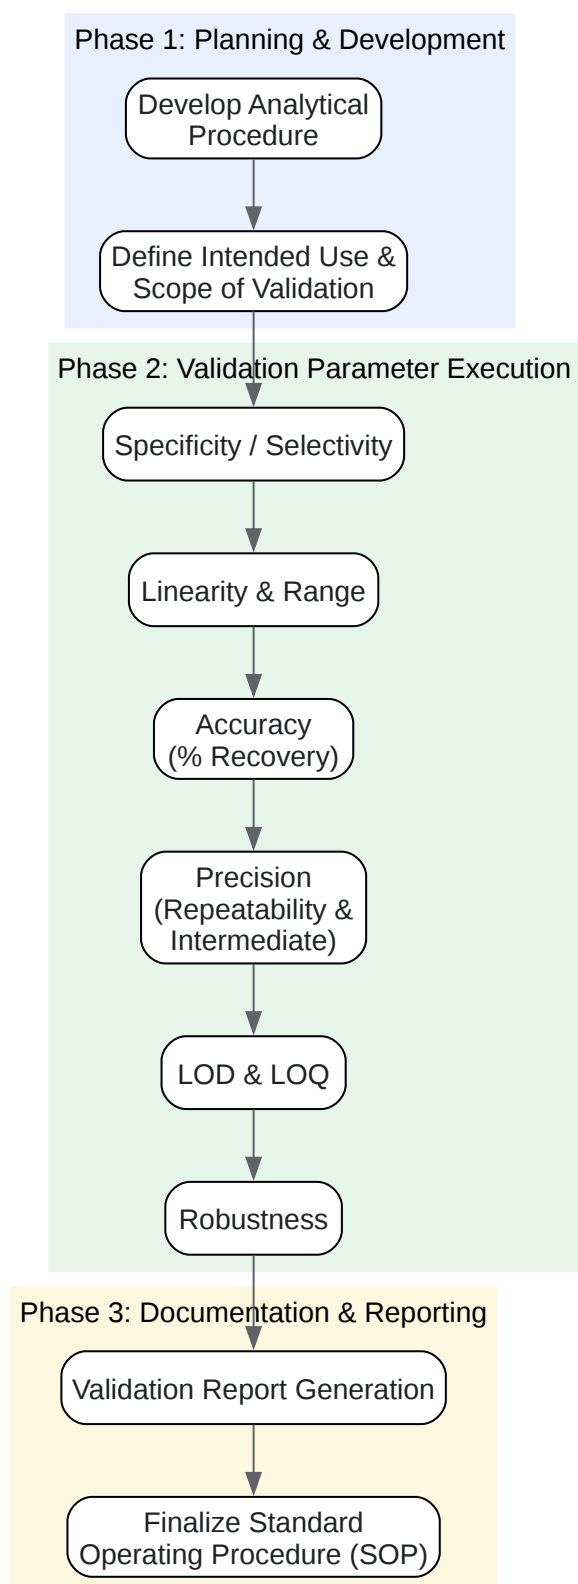 Phase 1: Planning & Development
Develop Analytical
Procedure
Define Intended Use &
Scope of Validation
Phase 2: Validation Parameter Execution
Specificity / Selectivity
Linearity & Range
Accuracy
(% Recovery)
Precision
(Repeatability &
Intermediate)
LOD & LOQ
Robustness
Phase 3: Documentation & Reporting
Validation Report Generation
Finalize Standard
Operating Procedure (SOP)